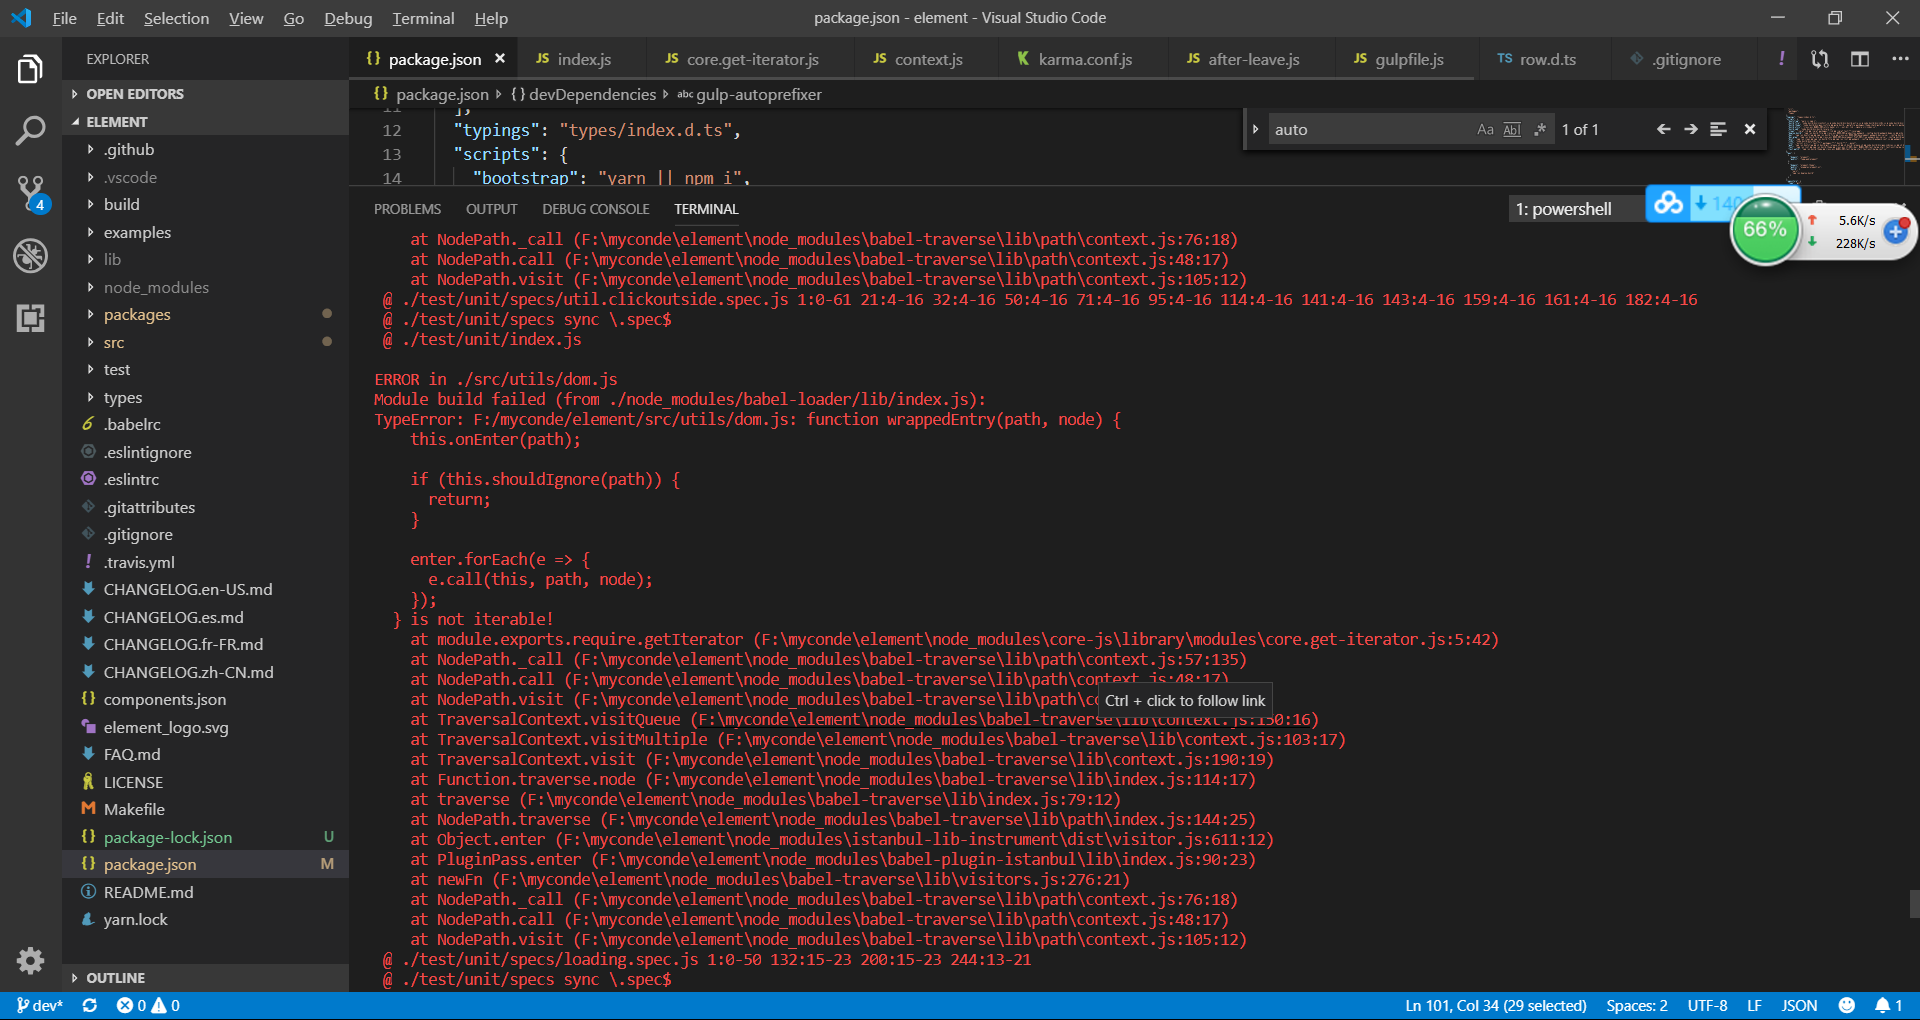 File Edit Selection View Go Debug Terminal Help
package.json - element - Visual Studio Code
EXPLORER
OPEN EDITORS
ELEMENT
.github
.vscode
build
examples
lib
node_modules
packages
src
test
types
.babelrc
.eslintignore
.eslintrc
.gitattributes
.gitignore
.travis.yml
CHANGELOG.en-US.md
CHANGELOG.es.md
CHANGELOG.fr-FR.md
CHANGELOG.zh-CN.md
components.json
element_logo.svg
FAQ.md
LICENSE
Makefile
package-lock.json U
package.json M
README.md
yarn.lock
OUTLINE
4
{} package.json JS index.js JS core.get-iterator.js JS context.js karma.conf.js JS after-leave.js JS gulpfile.js TS row.d.ts .gitignore
{} package.json {} devDependencies abc gulp-autoprefixer
11 ],
12 "typings": "types/index.d.ts",
13 "scripts": {
14 "bootstrap": "yarn || npm i",
auto Aa Abl .* 1 of 1
PROBLEMS OUTPUT DEBUG CONSOLE TERMINAL 1: powershell
140
66% 5.6K/s
228K/s
at NodePath._call (F:\myconde\element\node_modules\babel-traverse\lib\path\context.js:76:18)
at NodePath.call (F:\myconde\element\node_modules\babel-traverse\lib\path\context.js:48:17)
at NodePath.visit (F:\myconde\element\node_modules\babel-traverse\lib\path\context.js:105:12)
@ ./test/unit/specs/util.clickoutside.spec.js 1:0-61 21:4-16 32:4-16 50:4-16 71:4-16 95:4-16 114:4-16 141:4-16 143:4-16 159:4-16 161:4-16 182:4-16
@ ./test/unit/specs sync \.spec$
@ ./test/unit/index.js
ERROR in ./src/utils/dom.js
Module build failed (from ./node_modules/babel-loader/lib/index.js):
TypeError: F:/myconde/element/src/utils/dom.js: function wrappedEntry(path, node) {
this.onEnter(path);
if (this.shouldIgnore(path)) {
return;
}
enter.forEach(e => {
e.call(this, path, node);
});
} is not iterable!
at module.exports.require.getIterator (F:\myconde\element\node_modules\core-js\library\modules\core.get-iterator.js:5:42)
at NodePath._call (F:\myconde\element\node_modules\babel-traverse\lib\path\context.js:57:135)
at NodePath.call (F:\myconde\element\node_modules\babel-traverse\lib\path\context.js:48:17)
at NodePath.visit (F:\myconde\element\node_modules\babel-traverse\lib\path\co
Ctrl + click to follow link
at TraversalContext.visitQueue (F:\myconde\element\node_modules\babel-traverse\lib\context.js:150:16)
at TraversalContext.visitMultiple (F:\myconde\element\node_modules\babel-traverse\lib\context.js:103:17)
at TraversalContext.visit (F:\myconde\element\node_modules\babel-traverse\lib\context.js:190:19)
at Function.traverse.node (F:\myconde\element\node_modules\babel-traverse\lib\index.js:114:17)
at traverse (F:\myconde\element\node_modules\babel-traverse\lib\index.js:79:12)
at NodePath.traverse (F:\myconde\element\node_modules\babel-traverse\lib\path\index.js:144:25)
at Object.enter (F:\myconde\element\node_modules\istanbul-lib-instrument\dist\visitor.js:611:12)
at PluginPass.enter (F:\myconde\element\node_modules\babel-plugin-istanbul\lib\index.js:90:23)
at newFn (F:\myconde\element\node_modules\babel-traverse\lib\visitors.js:276:21)
at NodePath._call (F:\myconde\element\node_modules\babel-traverse\lib\path\context.js:76:18)
at NodePath.call (F:\myconde\element\node_modules\babel-traverse\lib\path\context.js:48:17)
at NodePath.visit (F:\myconde\element\node_modules\babel-traverse\lib\path\context.js:105:12)
@ ./test/unit/specs/loading.spec.js 1:0-50 132:15-23 200:15-23 244:13-21
@ ./test/unit/specs sync \.spec$
dev* 0 0 Ln 101, Col 34 (29 selected) Spaces: 2 UTF-8 LF JSON 1